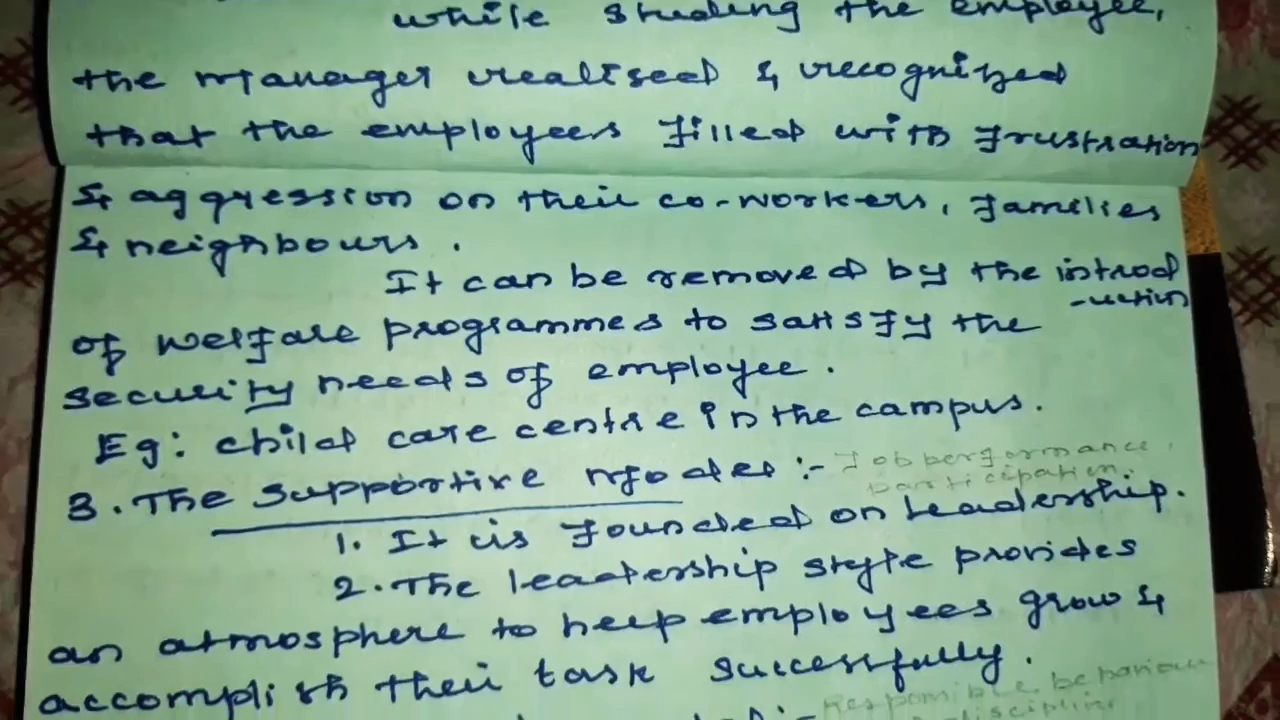 while studing the employee,
the manager realised & recognized
that the employees filled with frustration
& aggression on their co-workers, families
& neighbours.
It can be removed by the introd
-uction
of welfare programmes to satisfy the
security needs of employee.
Eg: child care centre in the campus.
3. The supportive Model :- Job performance,
participation.
1. It is founded on Leadership.
2. The leadership style provides
an atmosphere to help employees grow &
accomplish their task successfully.
Responsible behaviour
discipline